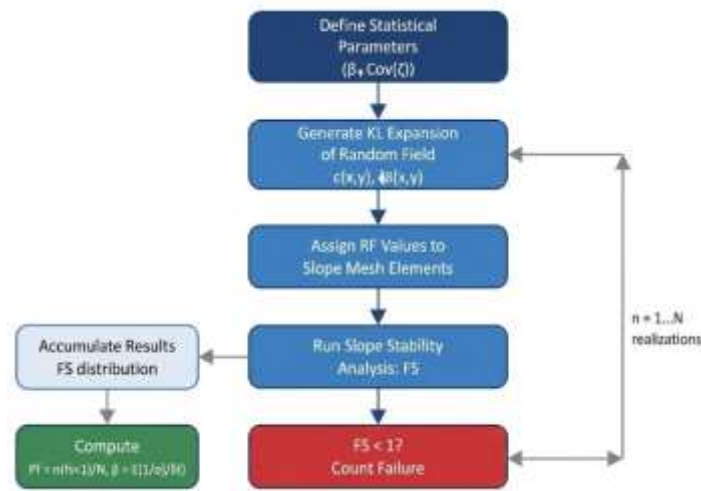 Define Statistical
Parameters
Generate KL Expansion
of Random Field
c(x,y),
Assign RF Values to
Slope Mesh Elements
n = 1...N
realizations
Accumulate Results
FS distribution
Run Slope Stability
Analysis: FS
Compute
FS < 1?
Count Failure